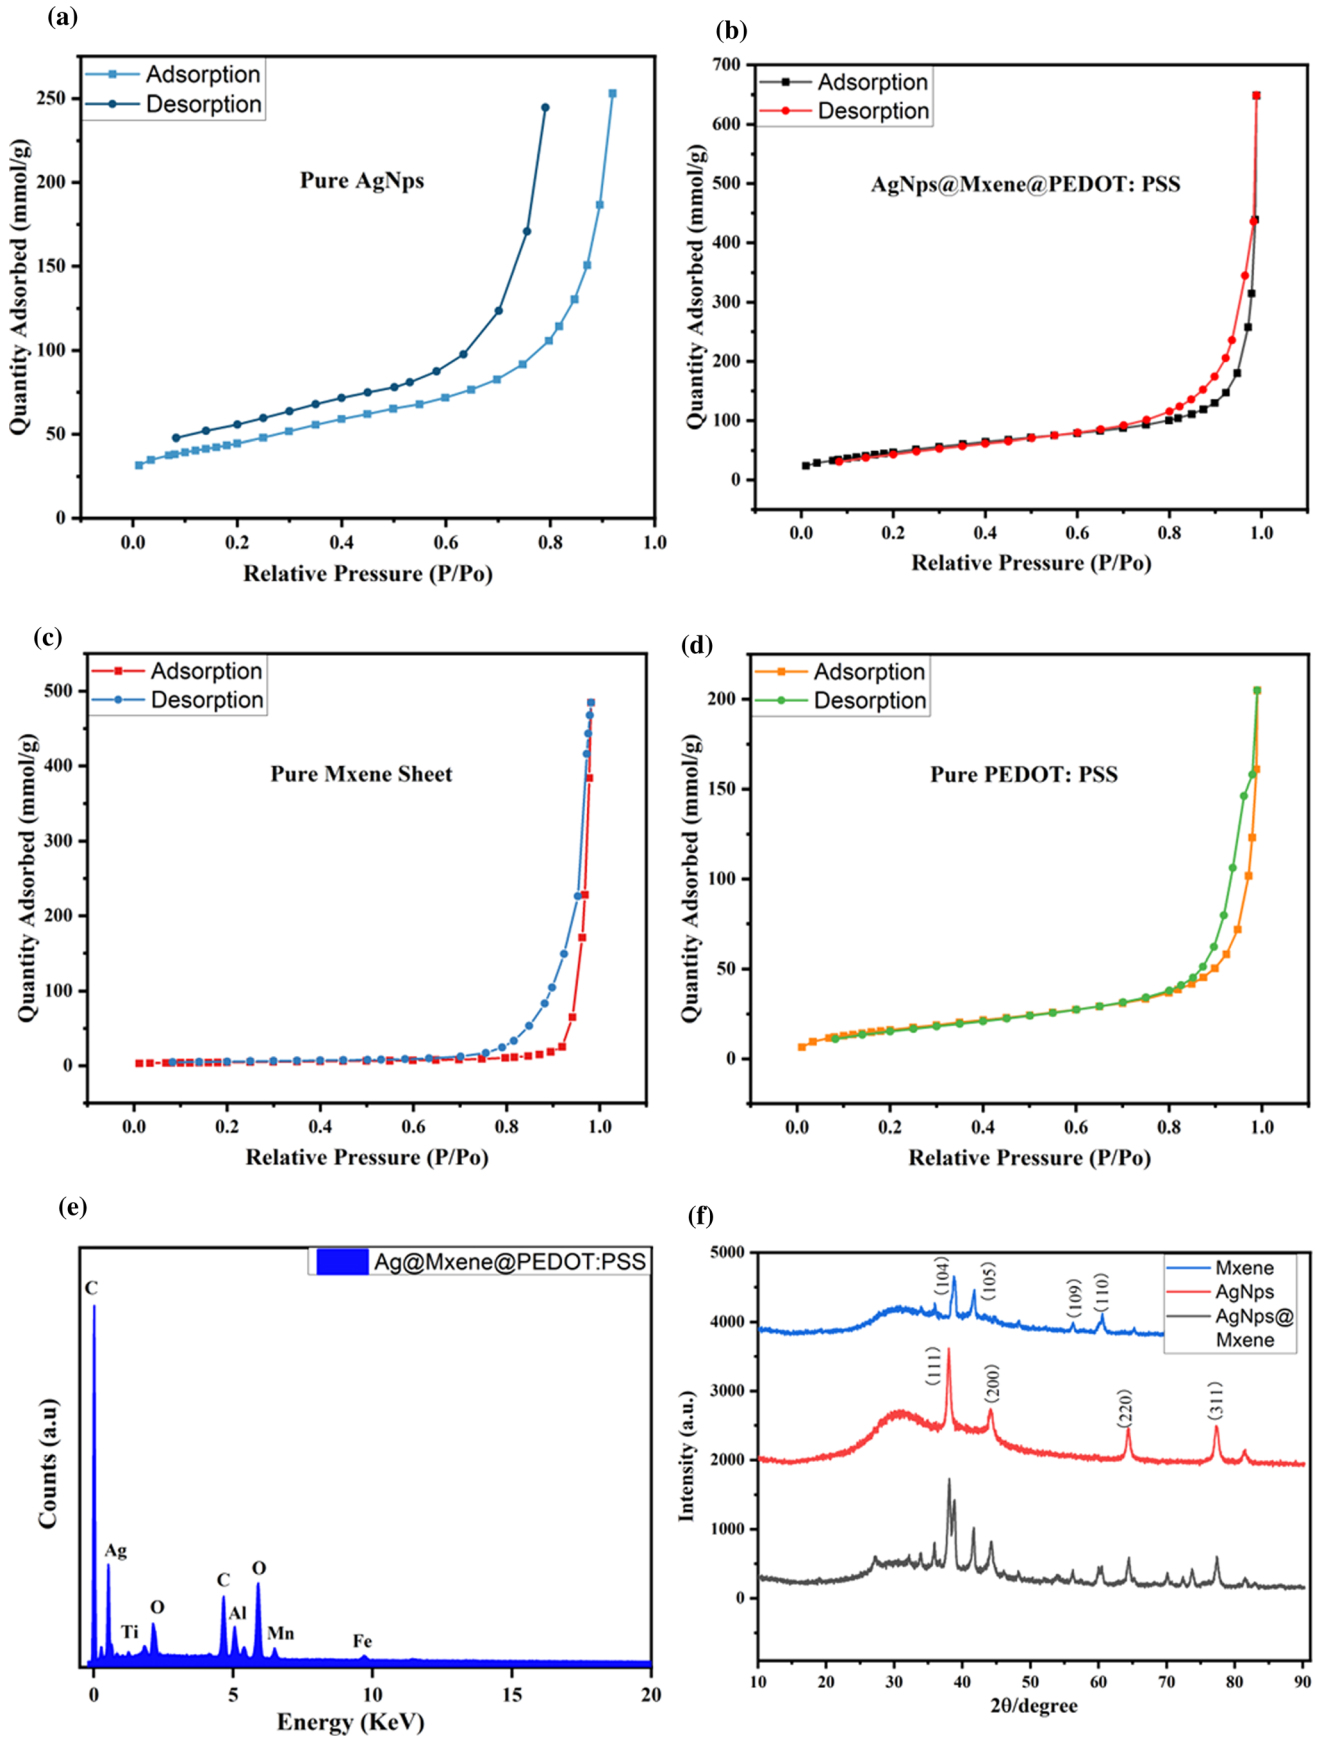 (a)
Adsorption
Desorption
Pure AgNps
Quantity Adsorbed (mmol/g)
250
200
150
100
50
0
0.0 0.2 0.4 0.6 0.8 1.0
Relative Pressure (P/Po)
(b)
Adsorption
Desorption
AgNps@Mxene@PEDOT: PSS
Quantity Adsorbed (mmol/g)
700
600
500
400
300
200
100
0
0.0 0.2 0.4 0.6 0.8 1.0
Relative Pressure (P/Po)
(c)
Adsorption
Desorption
Pure Mxene Sheet
Quantity Adsorbed (mmol/g)
500
400
300
200
100
0
0.0 0.2 0.4 0.6 0.8 1.0
Relative Pressure (P/Po)
(d)
Adsorption
Desorption
Pure PEDOT: PSS
Quantity Adsorbed (mmol/g)
200
150
100
50
0
0.0 0.2 0.4 0.6 0.8 1.0
Relative Pressure (P/Po)
(e)
Ag@Mxene@PEDOT:PSS
C
Ag
Ti
O
C
Al
O
Mn
Fe
Counts (a.u)
0 5 10 15 20
Energy (KeV)
(f)
Mxene
AgNps
AgNps@
Mxene
(104)
(105)
(109)
(110)
(111)
(200)
(220)
(311)
Intensity (a.u.)
5000
4000
3000
2000
1000
0
10 20 30 40 50 60 70 80 90
2θ/degree